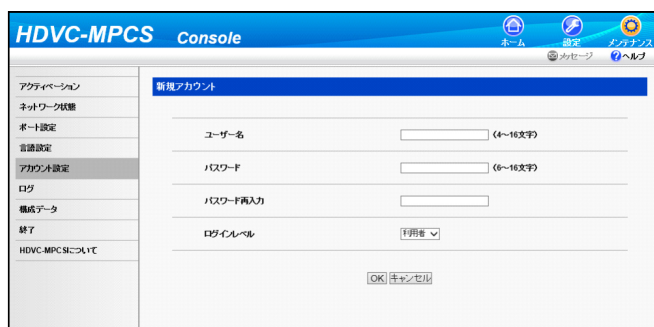 HDVC-MPCS Console
ホーム 設定 メンテナンス
メッセージ ヘルプ
アクティベーション
ネットワーク状態
ポート設定
言語設定
アカウント設定
ログ
構成データ
終了
HDVC-MPCSについて
新規アカウント
ユーザー名 (4～16文字)
パスワード (6～16文字)
パスワード再入力
ログインレベル 利用者
OK キャンセル